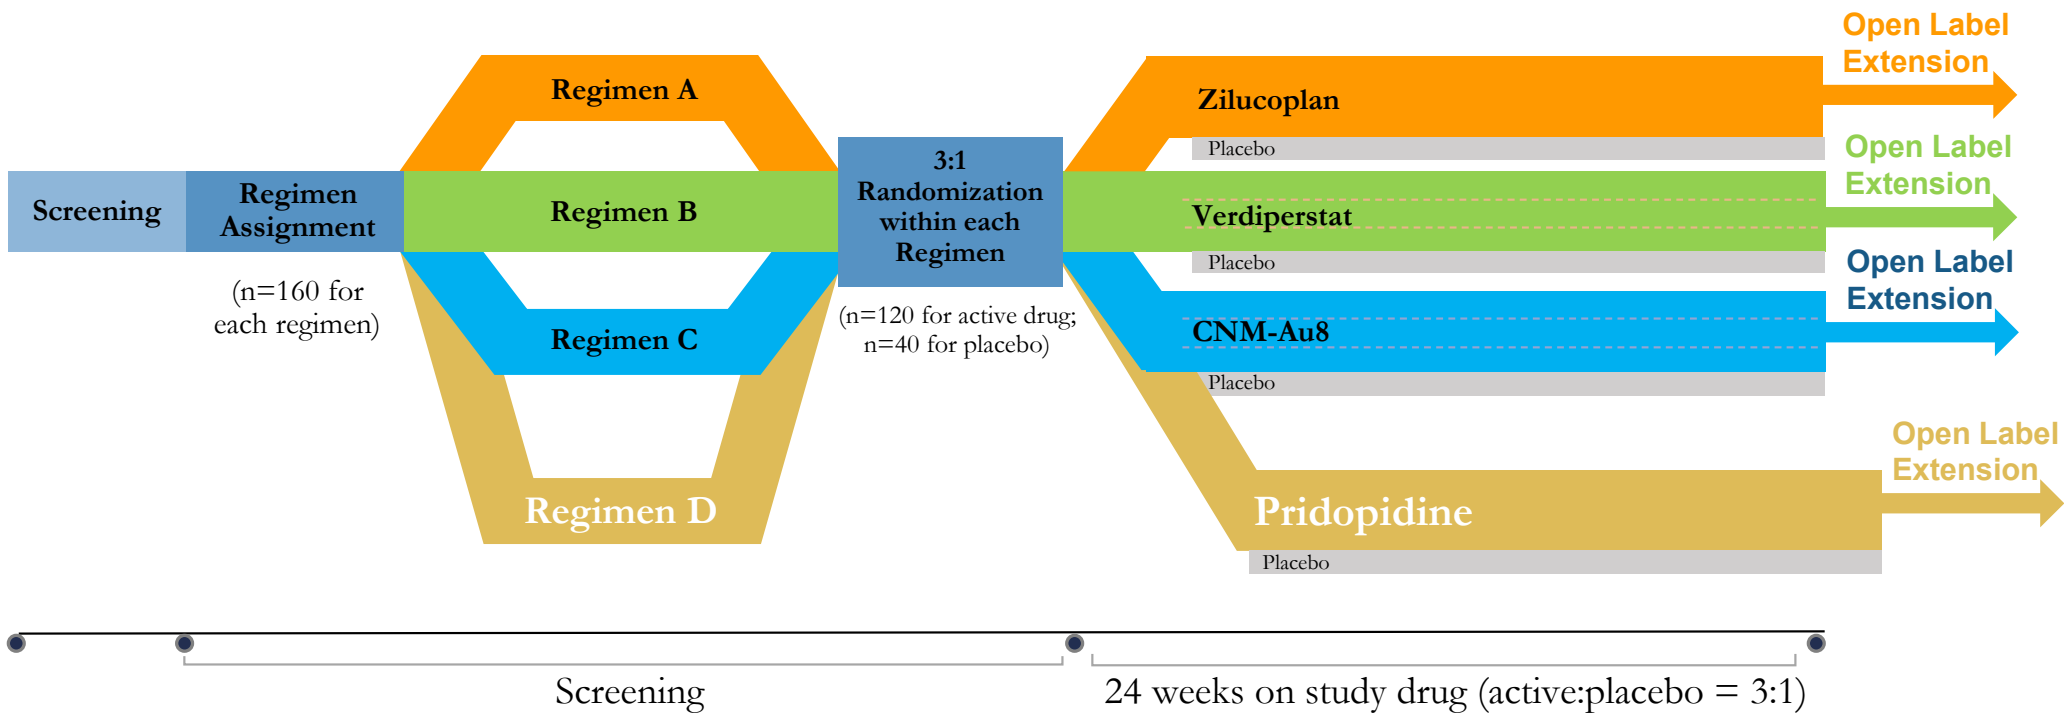 Screening
Regimen
Assignment
(n=160 for
each regimen)
Regimen A
Regimen B
Regimen C
Regimen D
3:1
Randomization
within each
Regimen
(n=120 for active drug;
n=40 for placebo)
Zilucoplan
Placebo
Open Label
Extension
Verdiperstat
Placebo
Open Label
Extension
CNM-Au8
Placebo
Open Label
Extension
Pridopidine
Placebo
Open Label
Extension
Screening
24 weeks on study drug (active:placebo = 3:1)